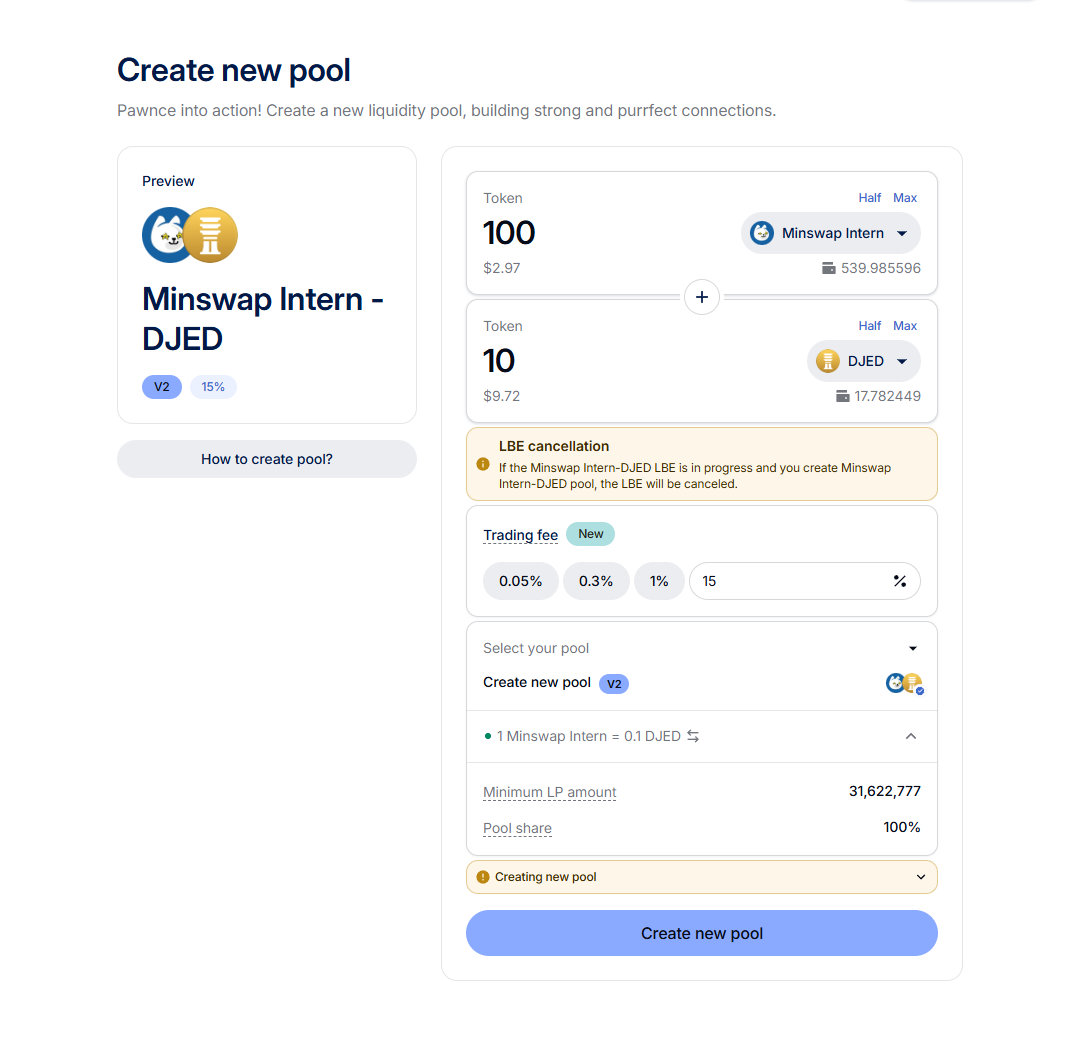 Create new pool
Pawnce into action! Create a new liquidity pool, building strong and purrfect connections.
Preview
Minswap Intern -
DJED
V2 15%
How to create pool?
Token Half Max
100 Minswap Intern
$2.97 539.985596
+
Token Half Max
10 DJED
$9.72 17.782449
LBE cancellation
If the Minswap Intern-DJED LBE is in progress and you create Minswap
Intern-DJED pool, the LBE will be canceled.
Trading fee New
0.05% 0.3% 1% 15 %
Select your pool
Create new pool V2
1 Minswap Intern = 0.1 DJED
Minimum LP amount 31,622,777
Pool share 100%
Creating new pool
Create new pool